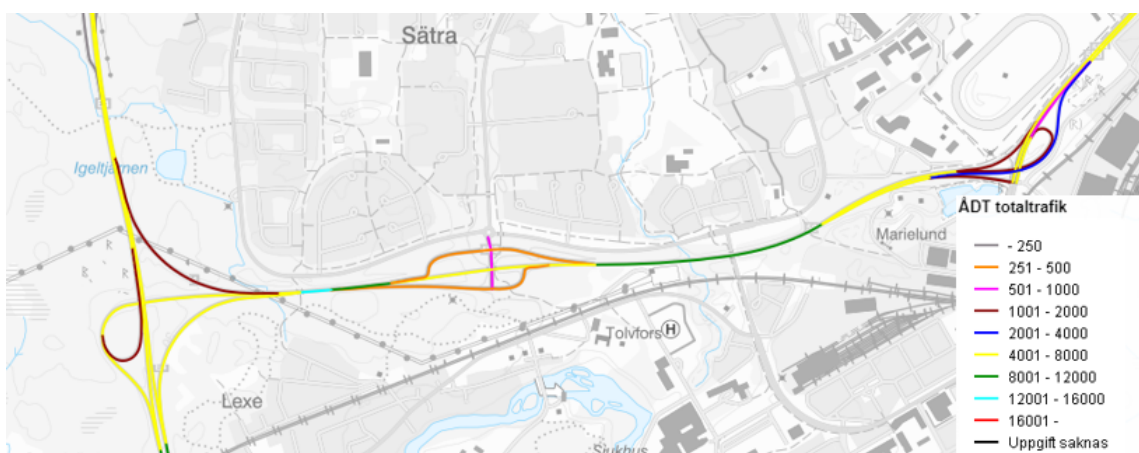 Sätra
Igeltjärnen
Marielund
Tolvfors
H
Lexe
Sjukhus
ÅDT totaltrafik
- 250
251 - 500
501 - 1000
1001 - 2000
2001 - 4000
4001 - 8000
8001 - 12000
12001 - 16000
16001 -
Uppgift saknas